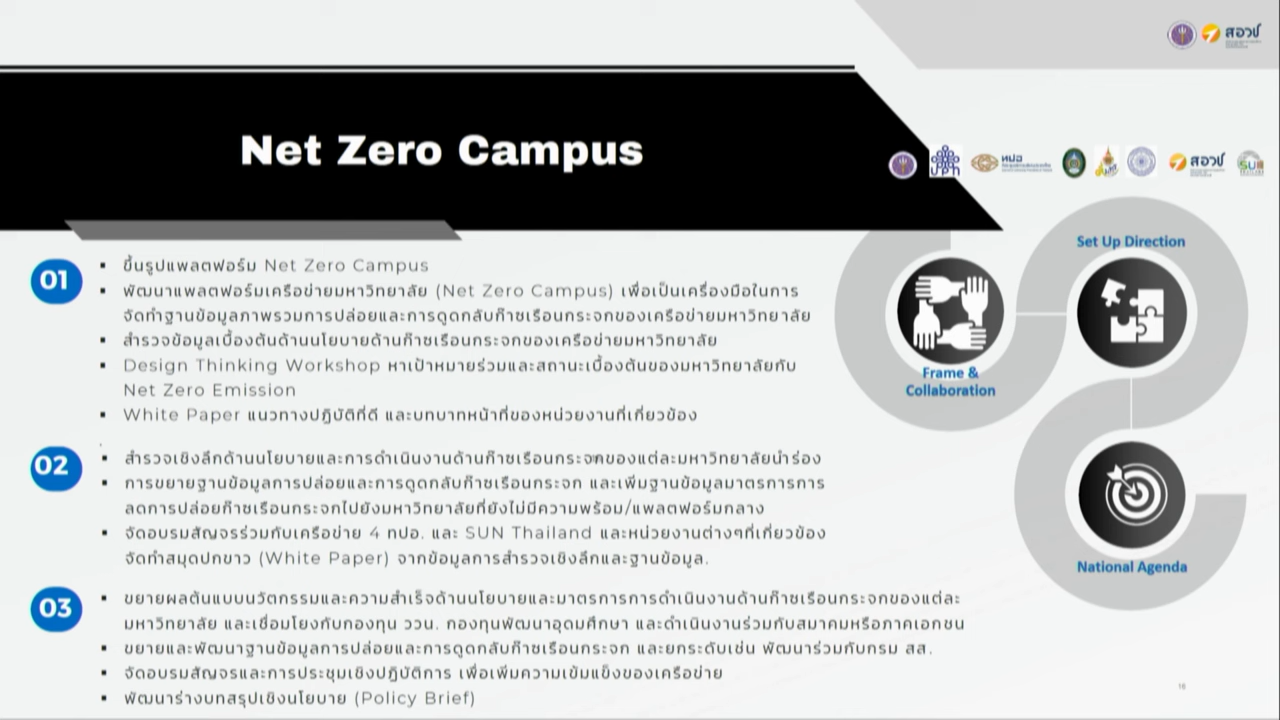 สอวช
Net Zero Campus
ทปอ
สอวช
SUN
Set Up Direction
Frame &
Collaboration
National Agenda
01
▪ ขึ้นรูปแพลตฟอร์ม Net Zero Campus
▪ พัฒนาแพลตฟอร์มเครือข่ายมหาวิทยาลัย (Net Zero Campus) เพื่อเป็นเครื่องมือในการ
จัดทำฐานข้อมูลภาพรวมการปล่อยและการดูดกลับก๊าซเรือนกระจกของเครือข่ายมหาวิทยาลัย
▪ สำรวจข้อมูลเบื้องต้นด้านนโยบายด้านก๊าซเรือนกระจกของเครือข่ายมหาวิทยาลัย
▪ Design Thinking Workshop หาเป้าหมายร่วมและสถานะเบื้องต้นของมหาวิทยาลัยกับ
Net Zero Emission
▪ White Paper แนวทางปฏิบัติที่ดี และบทบาทหน้าที่ของหน่วยงานที่เกี่ยวข้อง
02
▪ สำรวจเชิงลึกด้านนโยบายและการดำเนินงานด้านก๊าซเรือนกระจกของแต่ละมหาวิทยาลัยนำร่อง
▪ การขยายฐานข้อมูลการปล่อยและการดูดกลับก๊าซเรือนกระจก และเพิ่มฐานข้อมูลมาตรการการ
ลดการปล่อยก๊าซเรือนกระจกไปยังมหาวิทยาลัยที่ยังไม่มีความพร้อม/แพลตฟอร์มกลาง
▪ จัดอบรมสัญจรร่วมกับเครือข่าย 4 ทปอ. และ SUN Thailand และหน่วยงานต่างๆที่เกี่ยวข้อง
จัดทำสมุดปกขาว (White Paper) จากข้อมูลการสำรวจเชิงลึกและฐานข้อมูล.
03
▪ ขยายผลต้นแบบนวัตกรรมและความสำเร็จด้านนโยบายและมาตรการการดำเนินงานด้านก๊าซเรือนกระจกของแต่ละ
มหาวิทยาลัย และเชื่อมโยงกับกองทุน ววน. กองทุนพัฒนาอุดมศึกษา และดำเนินงานร่วมกับสมาคมหรือภาคเอกชน
▪ ขยายและพัฒนาฐานข้อมูลการปล่อยและการดูดกลับก๊าซเรือนกระจก และยกระดับเช่น พัฒนาร่วมกับกรม สส.
▪ จัดอบรมสัญจรและการประชุมเชิงปฏิบัติการ เพื่อเพิ่มความเข้มแข็งของเครือข่าย
▪ พัฒนาร่างบทสรุปเชิงนโยบาย (Policy Brief)
16